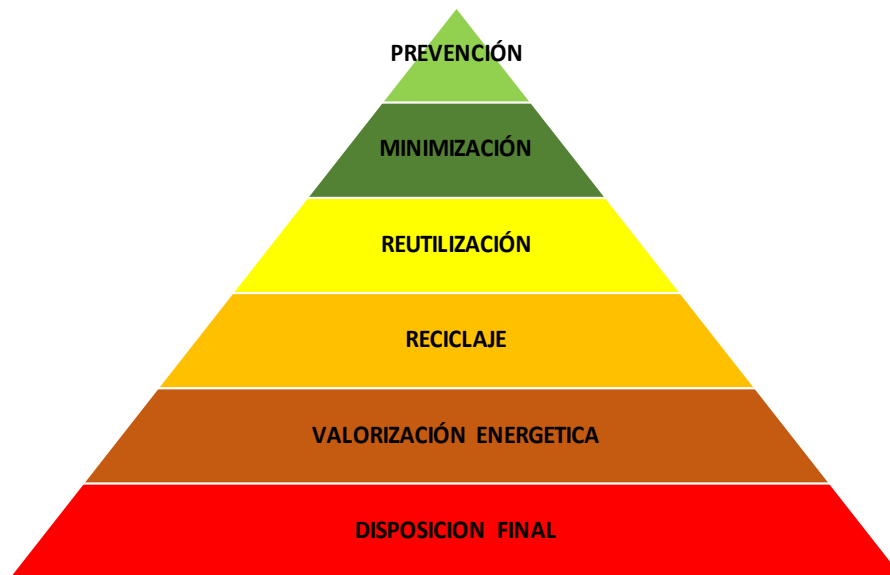 PREVENCIÓN
MINIMIZACIÓN
REUTILIZACIÓN
RECICLAJE
VALORIZACIÓN ENERGETICA
DISPOSICION FINAL